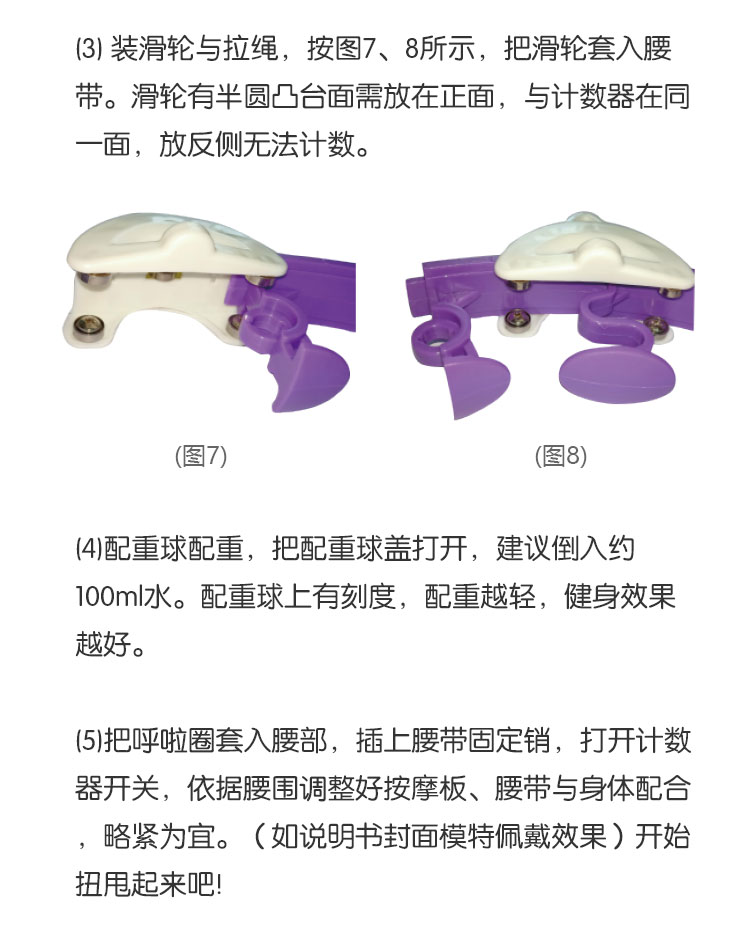 (3) 装滑轮与拉绳，按图7、8所示，把滑轮套入腰
带。滑轮有半圆凸台面需放在正面，与计数器在同
一面，放反侧无法计数。
(图7)
(图8)
(4)配重球配重，把配重球盖打开，建议倒入约
100ml水。配重球上有刻度，配重越轻，健身效果
越好。
(5)把呼啦圈套入腰部，插上腰带固定销，打开计数
器开关，依据腰围调整好按摩板、腰带与身体配合
，略紧为宜。（如说明书封面模特佩戴效果）开始
扭甩起来吧!